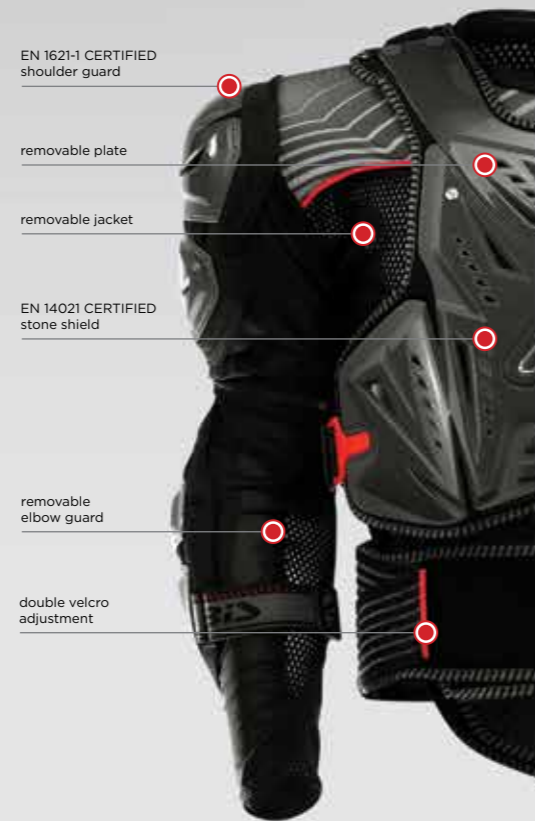 EN 1621-1 CERTIFIED
shoulder guard
removable plate
removable jacket
EN 14021 CERTIFIED
stone shield
removable
elbow guard
double velcro
adjustment